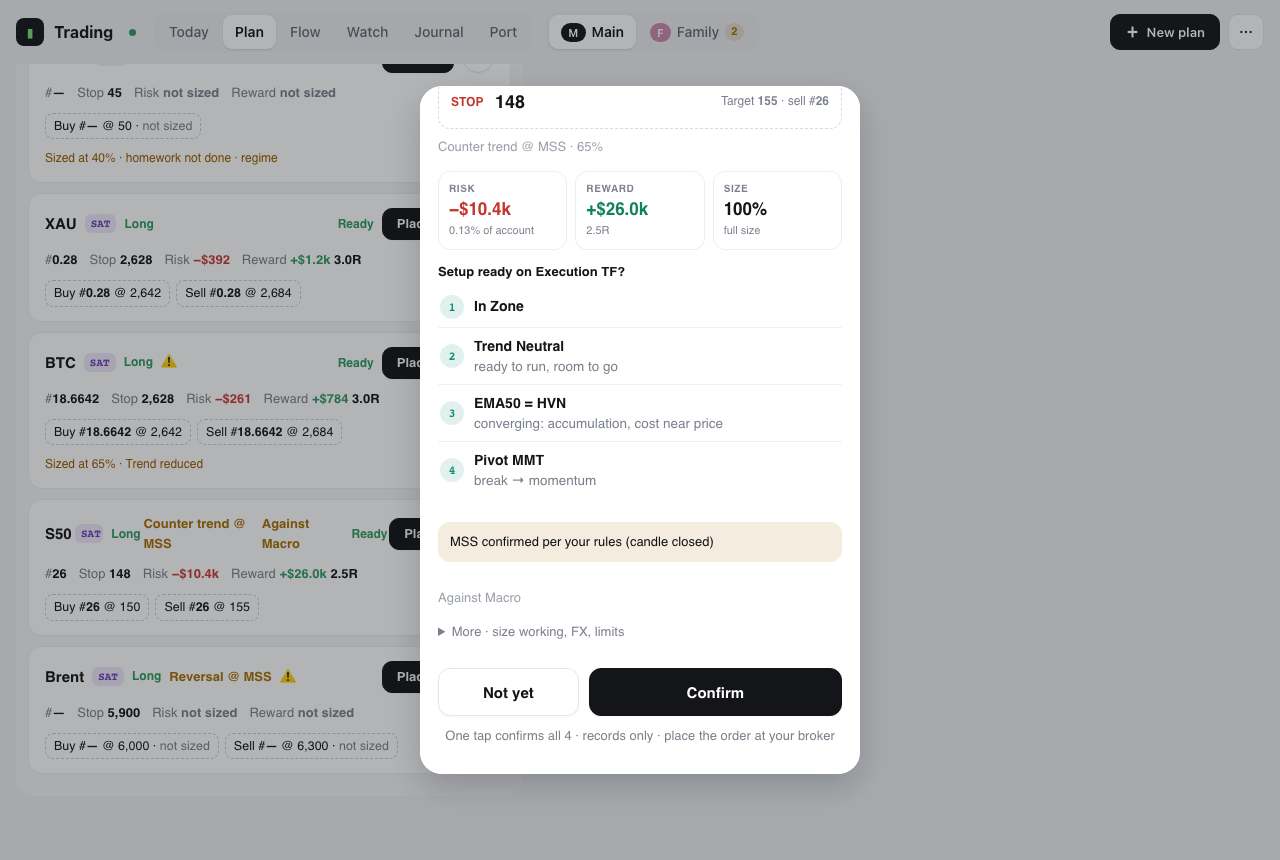 Trading
Today Plan Flow Watch Journal Port
M Main F Family 2
+ New plan
...
#— Stop 45 Risk not sized Reward not sized
Buy #— @ 50 · not sized
Sized at 40% · homework not done · regime
XAU SAT Long Ready Plac
#0.28 Stop 2,628 Risk –$392 Reward +$1.2k 3.0R
Buy #0.28 @ 2,642 Sell #0.28 @ 2,684
BTC SAT Long Ready Plac
#18.6642 Stop 2,628 Risk –$261 Reward +$784 3.0R
Buy #18.6642 @ 2,642 Sell #18.6642 @ 2,684
Sized at 65% · Trend reduced
S50 SAT Long Counter trend @ MSS Against Macro Ready Pla
#26 Stop 148 Risk –$10.4k Reward +$26.0k 2.5R
Buy #26 @ 150 Sell #26 @ 155
Brent SAT Long Reversal @ MSS Plac
#— Stop 5,900 Risk not sized Reward not sized
Buy #— @ 6,000 · not sized Sell #— @ 6,300 · not sized
STOP 148 Target 155 · sell #26
Counter trend @ MSS · 65%
RISK REWARD SIZE
–$10.4k +$26.0k 100%
0.13% of account 2.5R full size
Setup ready on Execution TF?
1 In Zone
2 Trend Neutral
ready to run, room to go
3 EMA50 = HVN
converging: accumulation, cost near price
4 Pivot MMT
break → momentum
MSS confirmed per your rules (candle closed)
Against Macro
▶ More · size working, FX, limits
Not yet Confirm
One tap confirms all 4 · records only · place the order at your broker